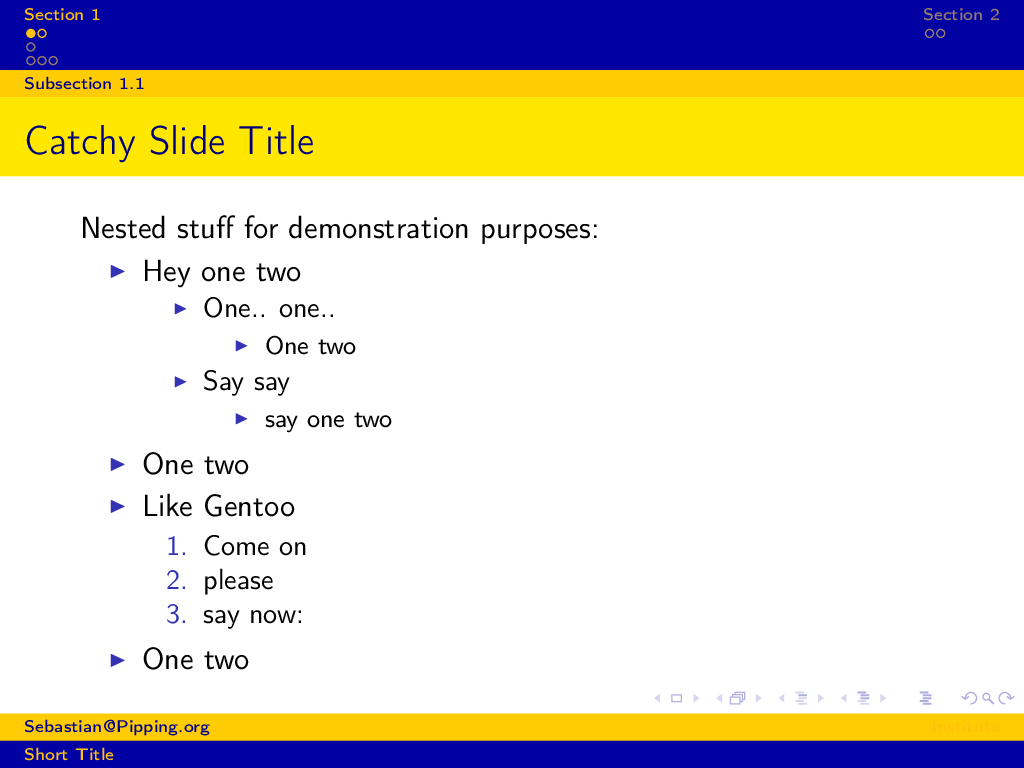 Section 1
Section 2
Subsection 1.1
Catchy Slide Title
Nested stuff for demonstration purposes:
Hey one two
One.. one..
One two
Say say
say one two
One two
Like Gentoo
1. Come on
2. please
3. say now:
One two
Sebastian@Pipping.org
Short Title